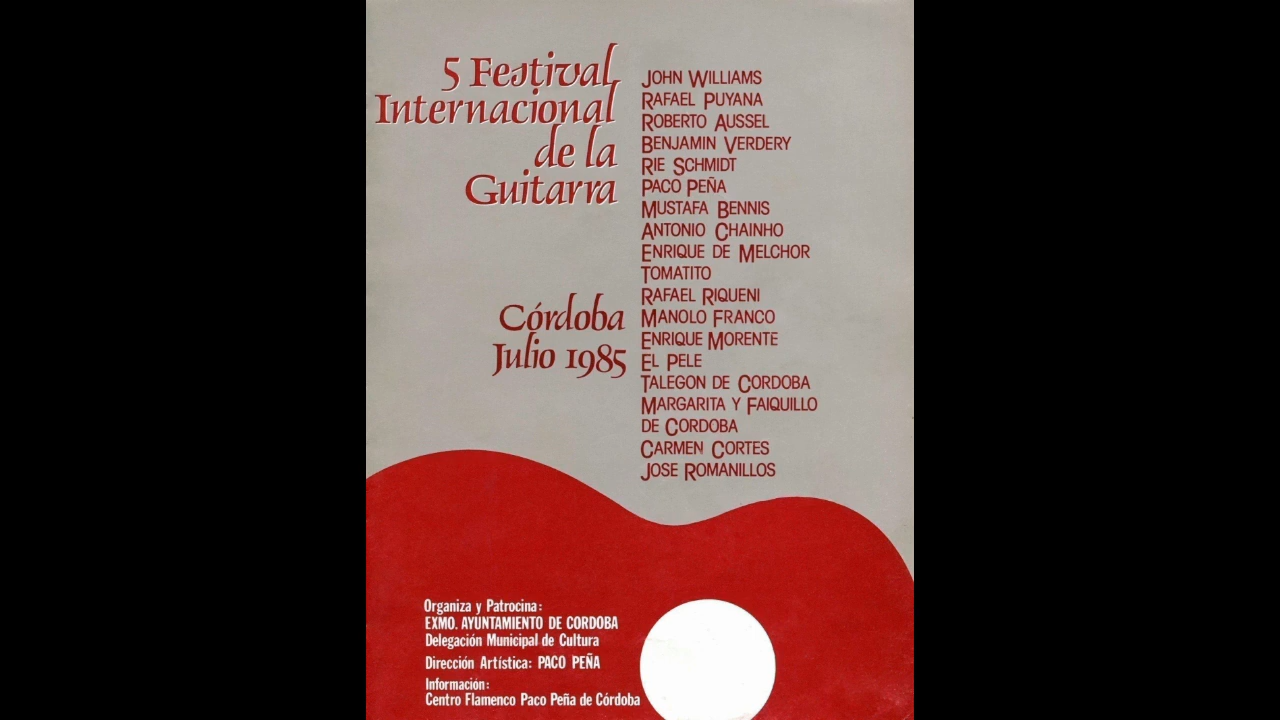 5 Festival
Internacional
de la
Guitarra
Córdoba
Julio 1985
JOHN WILLIAMS
RAFAEL PUYANA
ROBERTO AUSSEL
BENJAMIN VERDERY
RIE SCHMIDT
PACO PEÑA
MUSTAFA BENNIS
ANTONIO CHAINHO
ENRIQUE DE MELCHOR
TOMATITO
RAFAEL RIQUENI
MANOLO FRANCO
ENRIQUE MORENTE
EL PELE
TALEGON DE CORDOBA
MARGARITA Y FAIQUILLO
DE CORDOBA
CARMEN CORTES
JOSE ROMANILLOS
Organiza y Patrocina:
EXMO. AYUNTAMIENTO DE CORDOBA
Delegación Municipal de Cultura
Dirección Artística: PACO PEÑA
Información:
Centro Flamenco Paco Peña de Córdoba